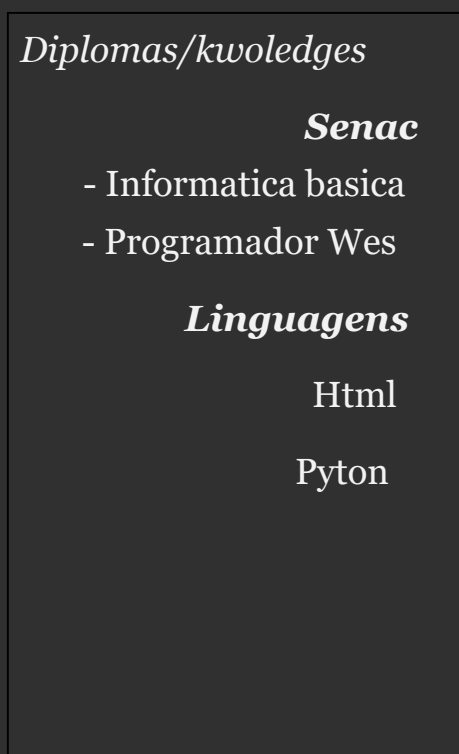 Diplomas/kwoledges
Senac
- Informatica basica
- Programador Wes
Linguagens
Html
Pyton